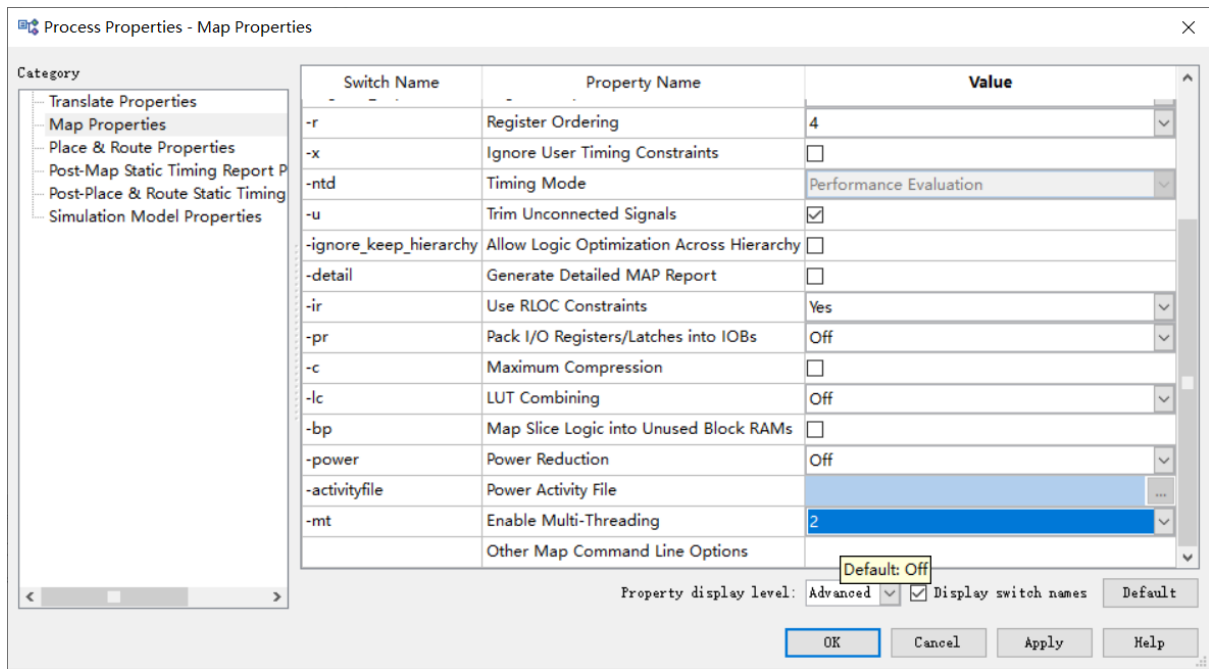 Process Properties - Map Properties
Category
Translate Properties
Map Properties
Place & Route Properties
Post-Map Static Timing Report P
Post-Place & Route Static Timing
Simulation Model Properties
Switch Name Property Name Value
-r Register Ordering 4
-x Ignore User Timing Constraints
-ntd Timing Mode Performance Evaluation
-u Trim Unconnected Signals
-ignore_keep_hierarchy Allow Logic Optimization Across Hierarchy
-detail Generate Detailed MAP Report
-ir Use RLOC Constraints Yes
-pr Pack I/O Registers/Latches into IOBs Off
-c Maximum Compression
-lc LUT Combining Off
-bp Map Slice Logic into Unused Block RAMs
-power Power Reduction Off
-activityfile Power Activity File ...
-mt Enable Multi-Threading 2
Other Map Command Line Options
Default: Off
Property display level: Advanced Display switch names Default
OK Cancel Apply Help